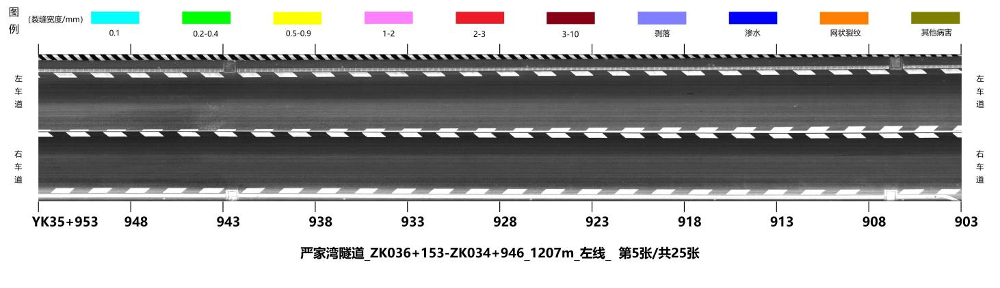 图例
(裂缝宽度/mm)
0.1
0.2-0.4
0.5-0.9
1-2
2-3
3-10
剥落
渗水
网状裂纹
其他病害
左车道
左车道
右车道
右车道
YK35+953 948 943 938 933 928 923 918 913 908 903
严家湾隧道_ZK036+153-ZK034+946_1207m_左线_ 第5张/共25张